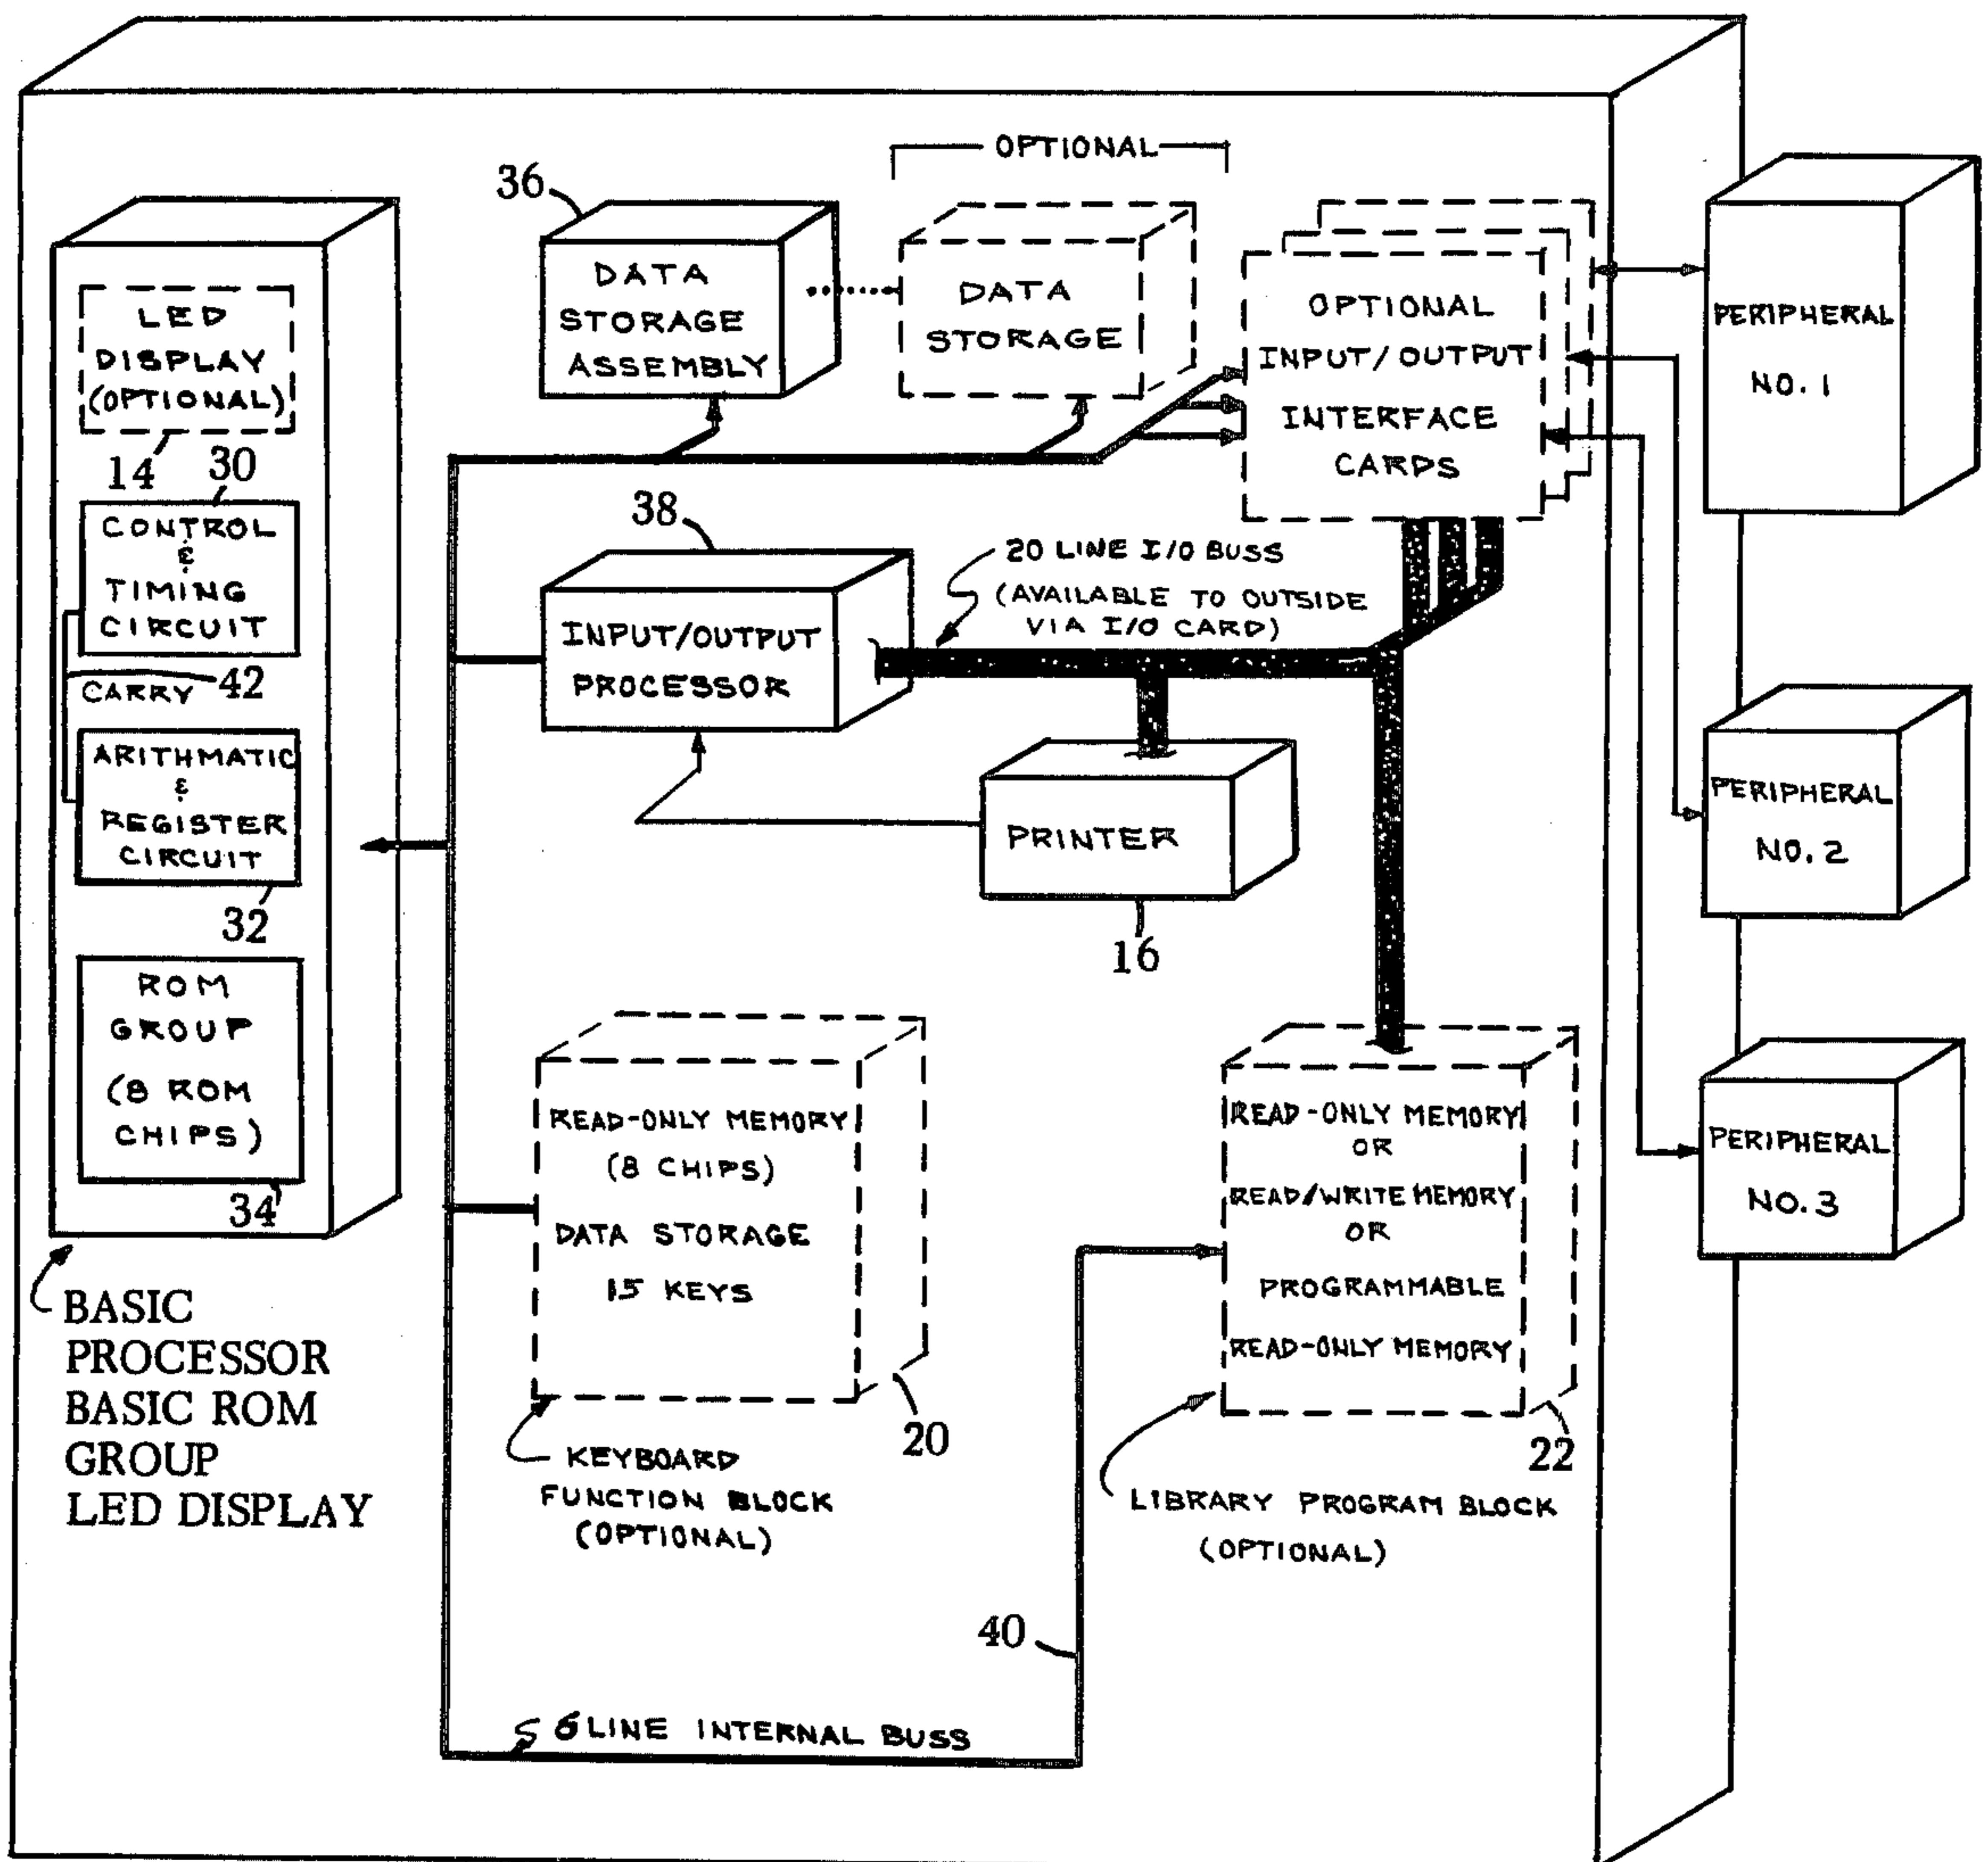 OPTIONAL
36
DATA
STORAGE
ASSEMBLY
DATA
STORAGE
OPTIONAL
INPUT/OUTPUT
INTERFACE
CARDS
PERIPHERAL
NO. 1
LED
DISPLAY
(OPTIONAL)
14
30
CONTROL
&
TIMING
CIRCUIT
CARRY
42
ARITHMATIC
&
REGISTER
CIRCUIT
32
ROM
GROUP
(8 ROM
CHIPS)
34
BASIC
PROCESSOR
BASIC ROM
GROUP
LED DISPLAY
38
INPUT/OUTPUT
PROCESSOR
20 LINE I/O BUSS
(AVAILABLE TO OUTSIDE
VIA I/O CARD)
PRINTER
16
PERIPHERAL
NO. 2
PERIPHERAL
NO. 3
READ-ONLY MEMORY
(8 CHIPS)
DATA STORAGE
15 KEYS
20
KEYBOARD
FUNCTION BLOCK
(OPTIONAL)
READ-ONLY MEMORY
OR
READ/WRITE MEMORY
OR
PROGRAMMABLE
READ-ONLY MEMORY
22
LIBRARY PROGRAM BLOCK
(OPTIONAL)
40
6 LINE INTERNAL BUSS